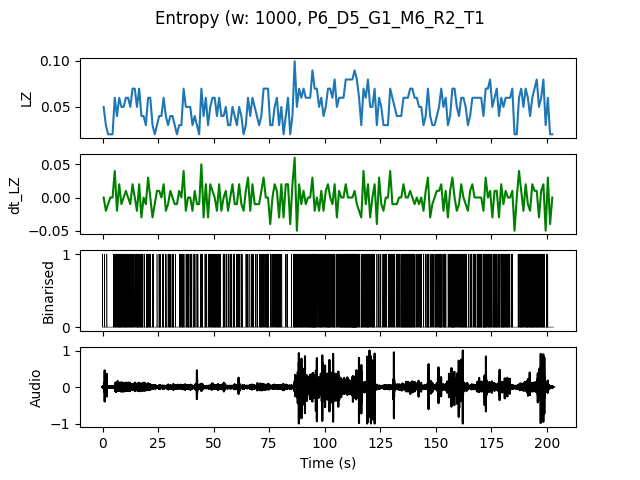 Entropy (w: 1000, P6_D5_G1_M6_R2_T1
0.10
0.05
LZ
0.05
0.00
−0.05
dt_LZ
1
0
Binarised
1
0
−1
Audio
0 25 50 75 100 125 150 175 200
Time (s)